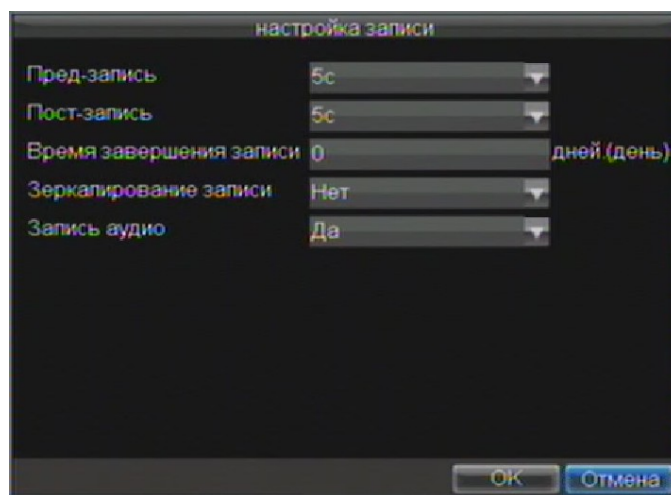 настройка записи
Пред-запись 5с
Пост-запись 5с
Время завершения записи 0 дней.(день)
Зеркалирование записи Нет
Запись аудио Да
OK Отмена